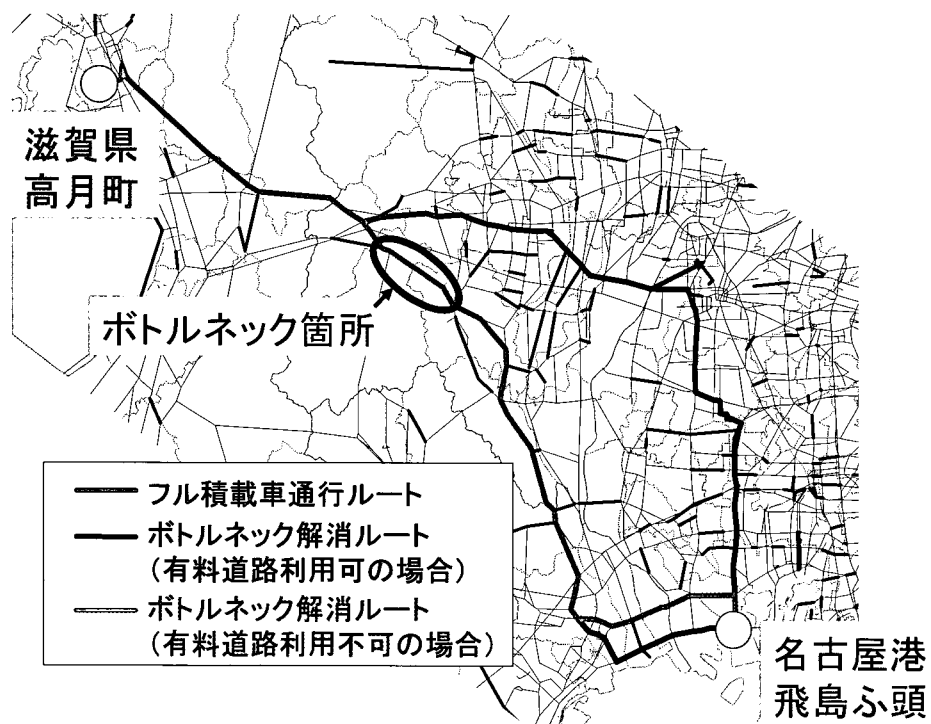 滋賀県
高月町
ボトルネック箇所
フル積載車通行ルート
ボトルネック解消ルート
(有料道路利用可の場合)
ボトルネック解消ルート
(有料道路利用不可の場合)
名古屋港
飛島ふ頭